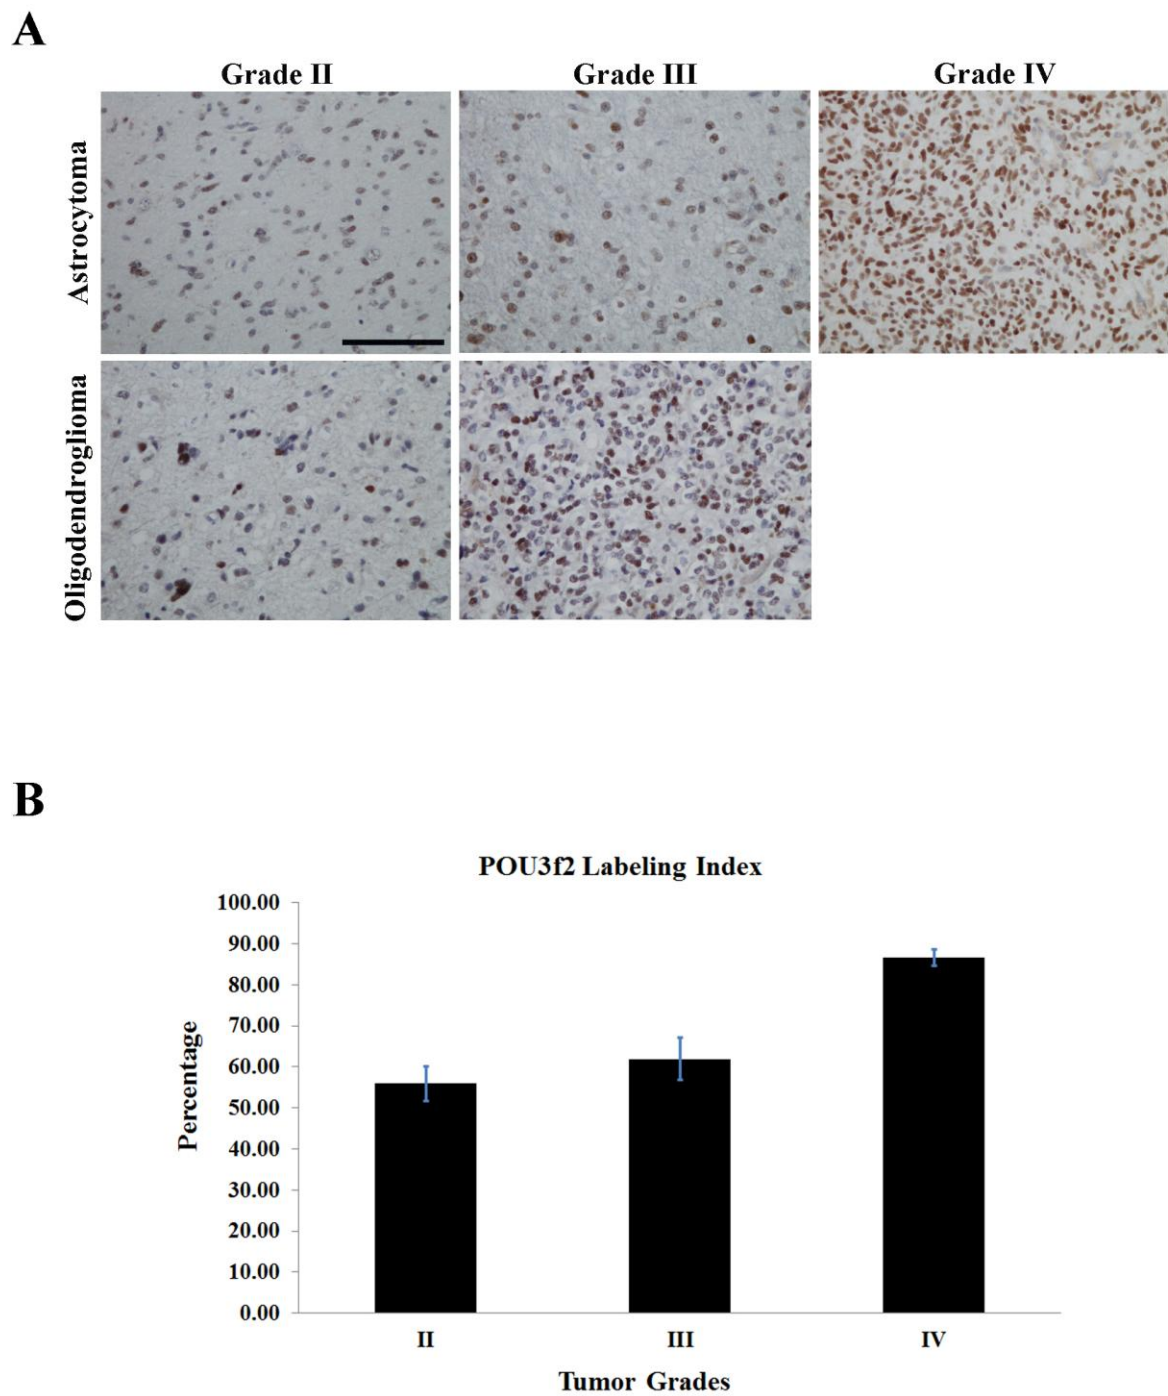 A
Grade II
Grade III
Grade IV
Astrocytoma
Oligodendroglioma
B
POU3f2 Labeling Index
100.00
90.00
80.00
70.00
60.00
50.00
40.00
30.00
20.00
10.00
0.00
Percentage
II
III
IV
Tumor Grades